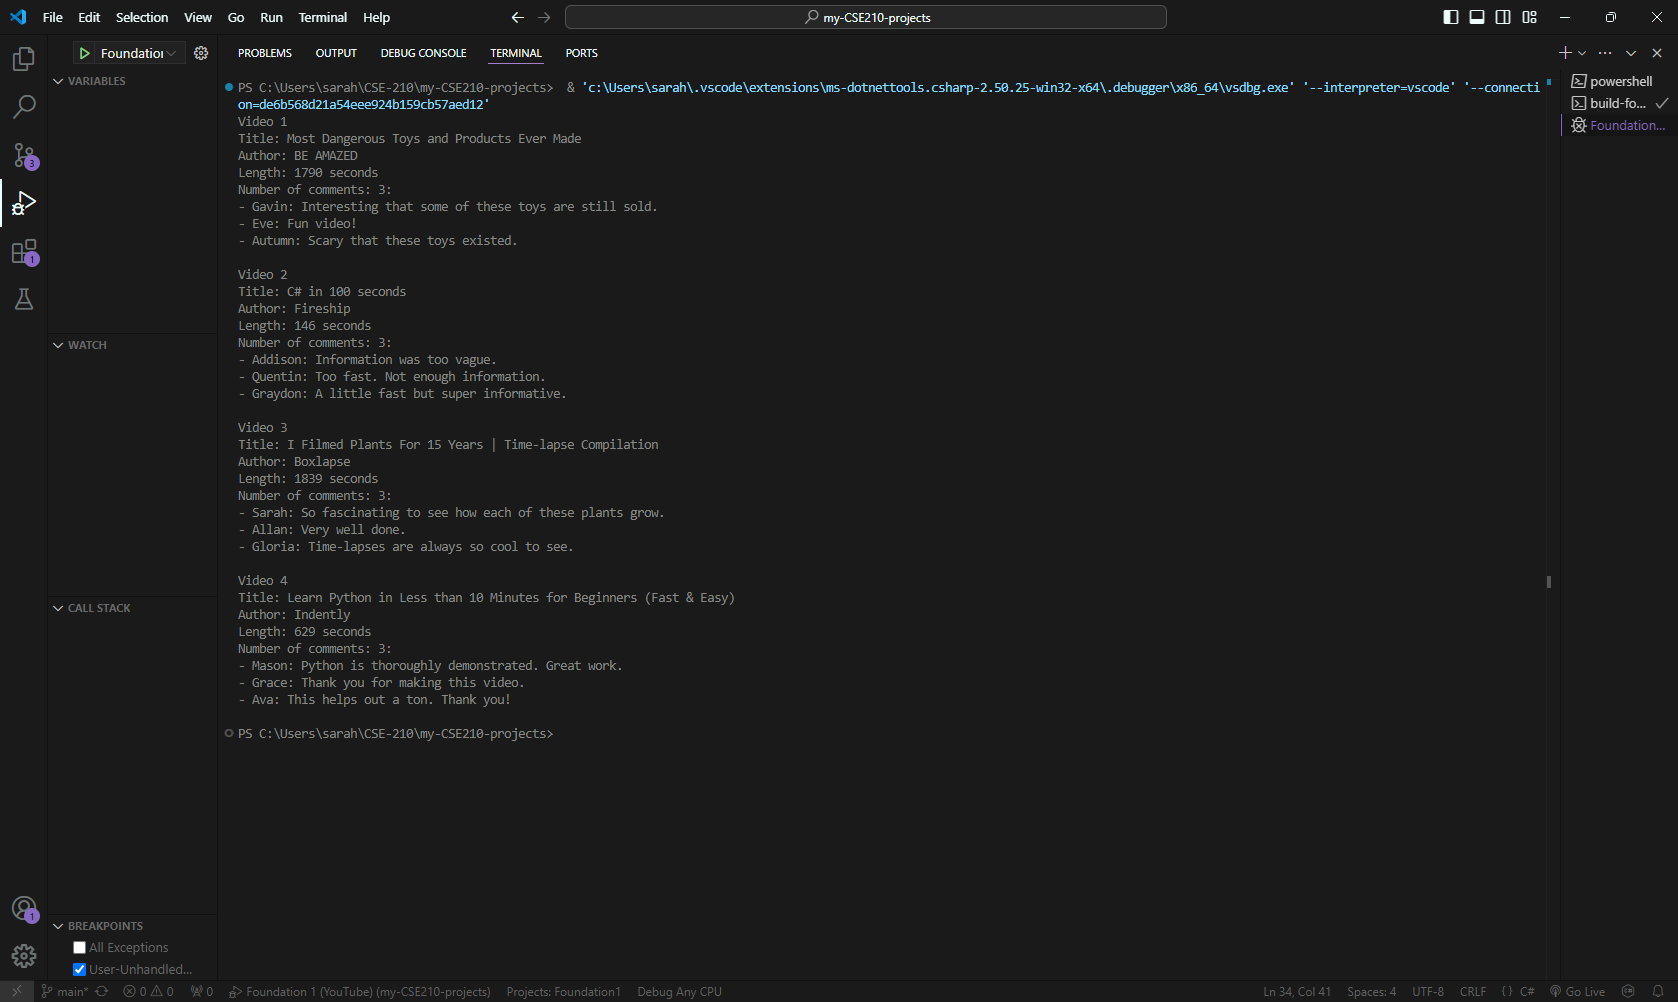 File Edit Selection View Go Run Terminal Help
my-CSE210-projects
Foundation
VARIABLES
WATCH
CALL STACK
BREAKPOINTS
All Exceptions
User-Unhandled...
3
1
1
PROBLEMS OUTPUT DEBUG CONSOLE TERMINAL PORTS
PS C:\Users\sarah\CSE-210\my-CSE210-projects>  & 'c:\Users\sarah\.vscode\extensions\ms-dotnettools.csharp-2.50.25-win32-x64\.debugger\x86_64\vsdbg.exe' '--interpreter=vscode' '--connecti
on=de6b568d21a54eee924b159cb57aed12'
Video 1
Title: Most Dangerous Toys and Products Ever Made
Author: BE AMAZED
Length: 1790 seconds
Number of comments: 3:
- Gavin: Interesting that some of these toys are still sold.
- Eve: Fun video!
- Autumn: Scary that these toys existed.
Video 2
Title: C# in 100 seconds
Author: Fireship
Length: 146 seconds
Number of comments: 3:
- Addison: Information was too vague.
- Quentin: Too fast. Not enough information.
- Graydon: A little fast but super informative.
Video 3
Title: I Filmed Plants For 15 Years | Time-lapse Compilation
Author: Boxlapse
Length: 1839 seconds
Number of comments: 3:
- Sarah: So fascinating to see how each of these plants grow.
- Allan: Very well done.
- Gloria: Time-lapses are always so cool to see.
Video 4
Title: Learn Python in Less than 10 Minutes for Beginners (Fast & Easy)
Author: Indently
Length: 629 seconds
Number of comments: 3:
- Mason: Python is thoroughly demonstrated. Great work.
- Grace: Thank you for making this video.
- Ava: This helps out a ton. Thank you!
PS C:\Users\sarah\CSE-210\my-CSE210-projects>
powershell
build-fo...
Foundation...
main* 0 0 0 Foundation 1 (YouTube) (my-CSE210-projects) Projects: Foundation1 Debug Any CPU Ln 34, Col 41 Spaces: 4 UTF-8 CRLF {} C# Go Live